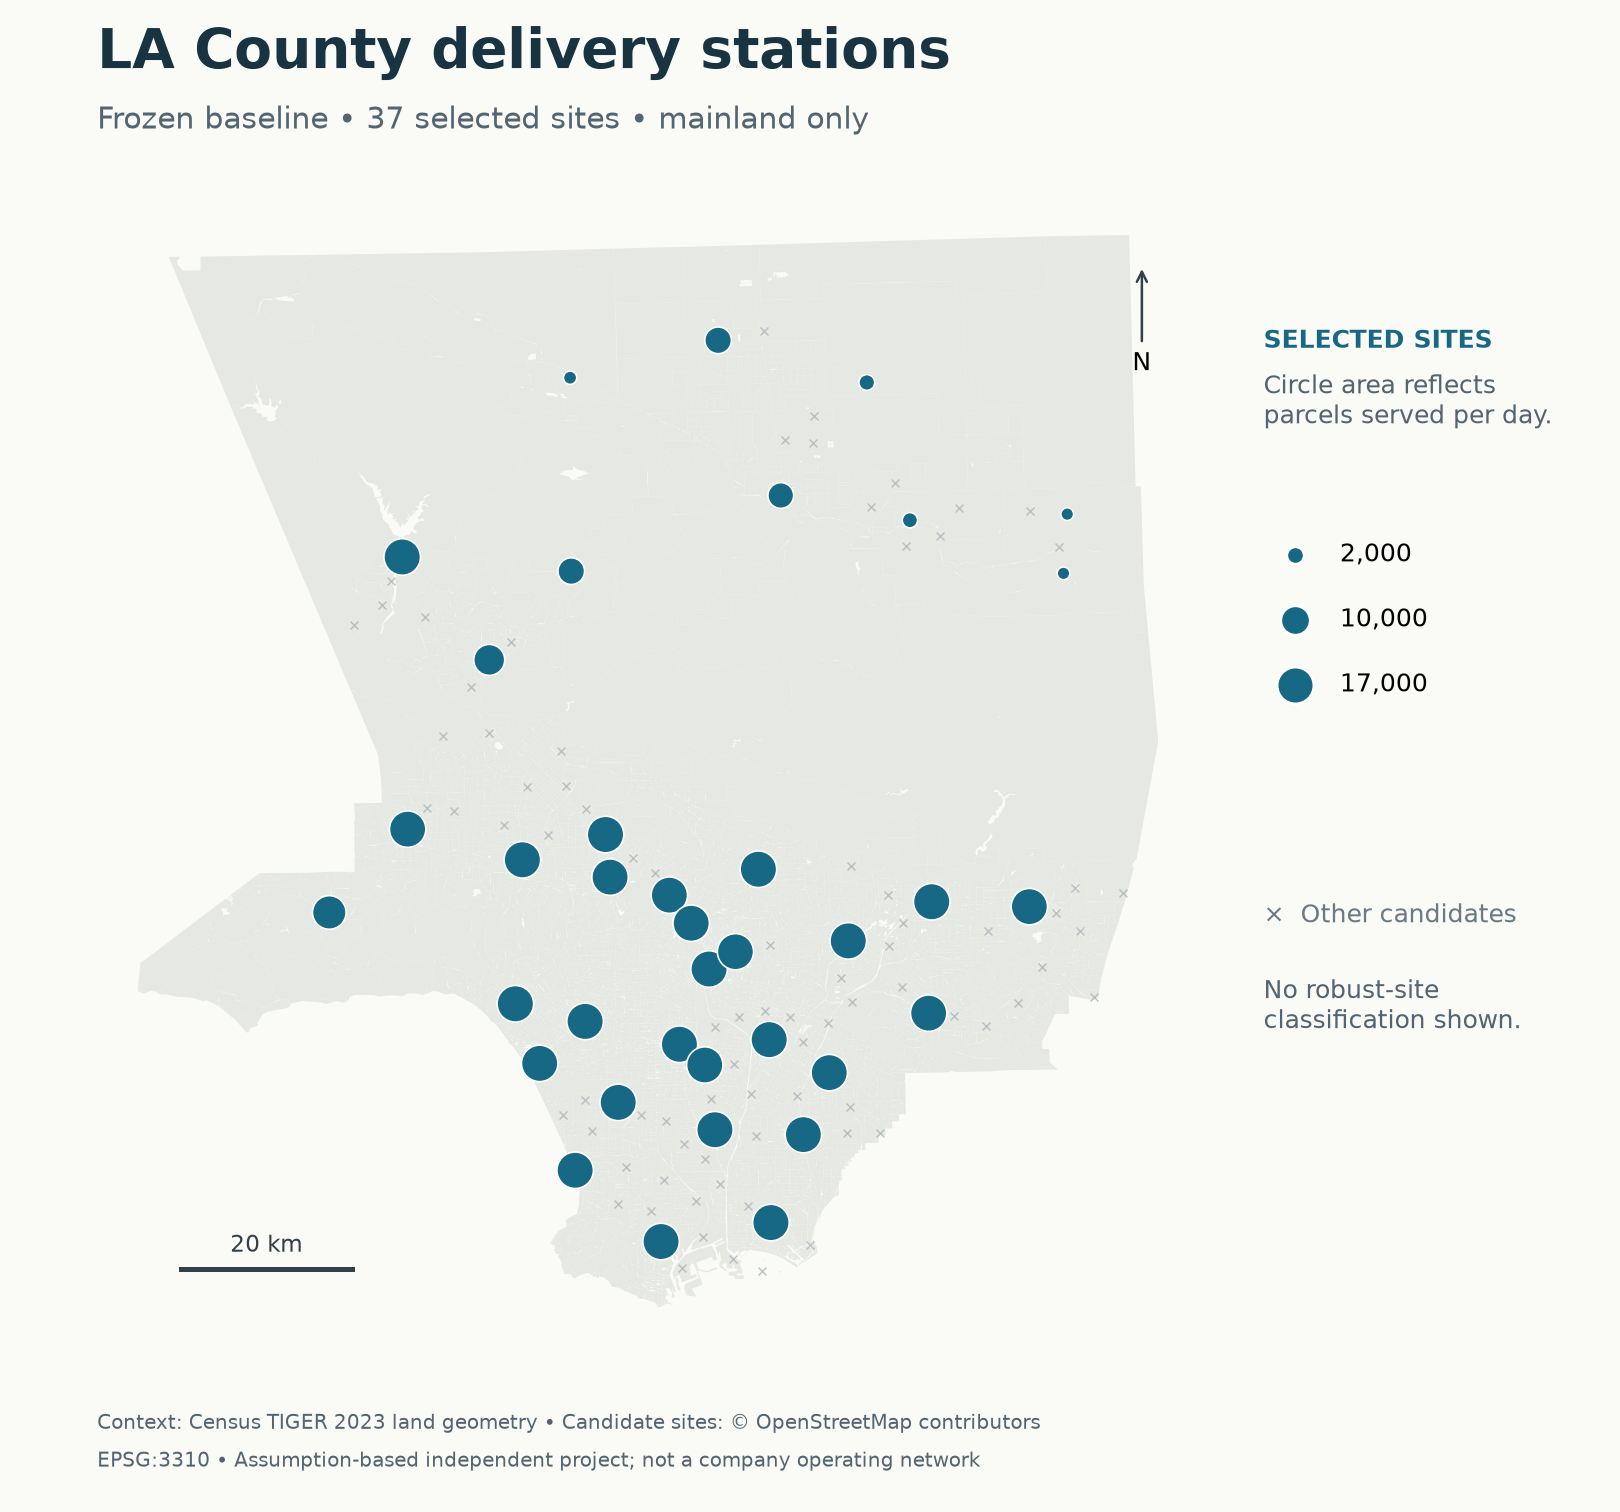 LA County delivery stations
Frozen baseline • 37 selected sites • mainland only
N
SELECTED SITES
Circle area reflects
parcels served per day.
2,000
10,000
17,000
× Other candidates
No robust-site
classification shown.
20 km
Context: Census TIGER 2023 land geometry • Candidate sites: © OpenStreetMap contributors
EPSG:3310 • Assumption-based independent project; not a company operating network